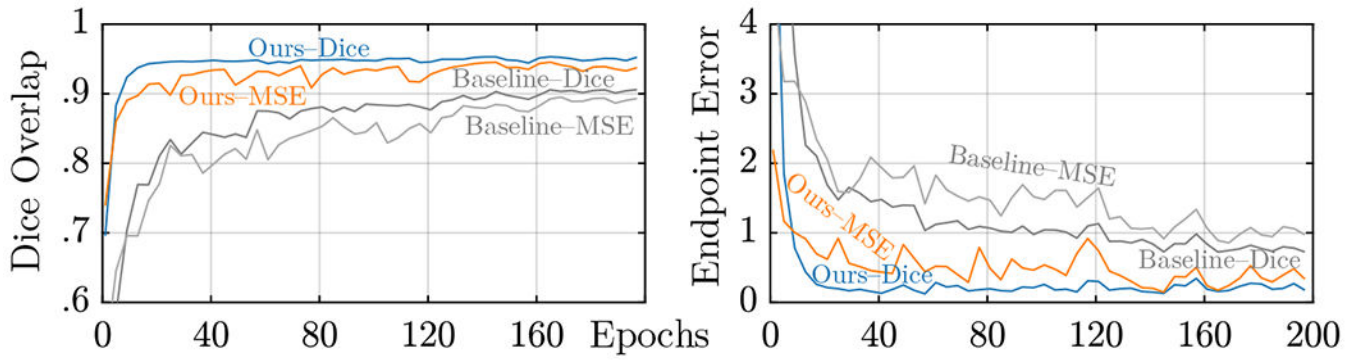 1
.9
.8
.7
.6
Dice Overlap
Ours–Dice
Ours–MSE
Baseline–Dice
Baseline–MSE
0 40 80 120 160 Epochs
4
3
2
1
0
Endpoint Error
Baseline–MSE
Ours–MSE
Ours–Dice
Baseline–Dice
0 40 80 120 160 200